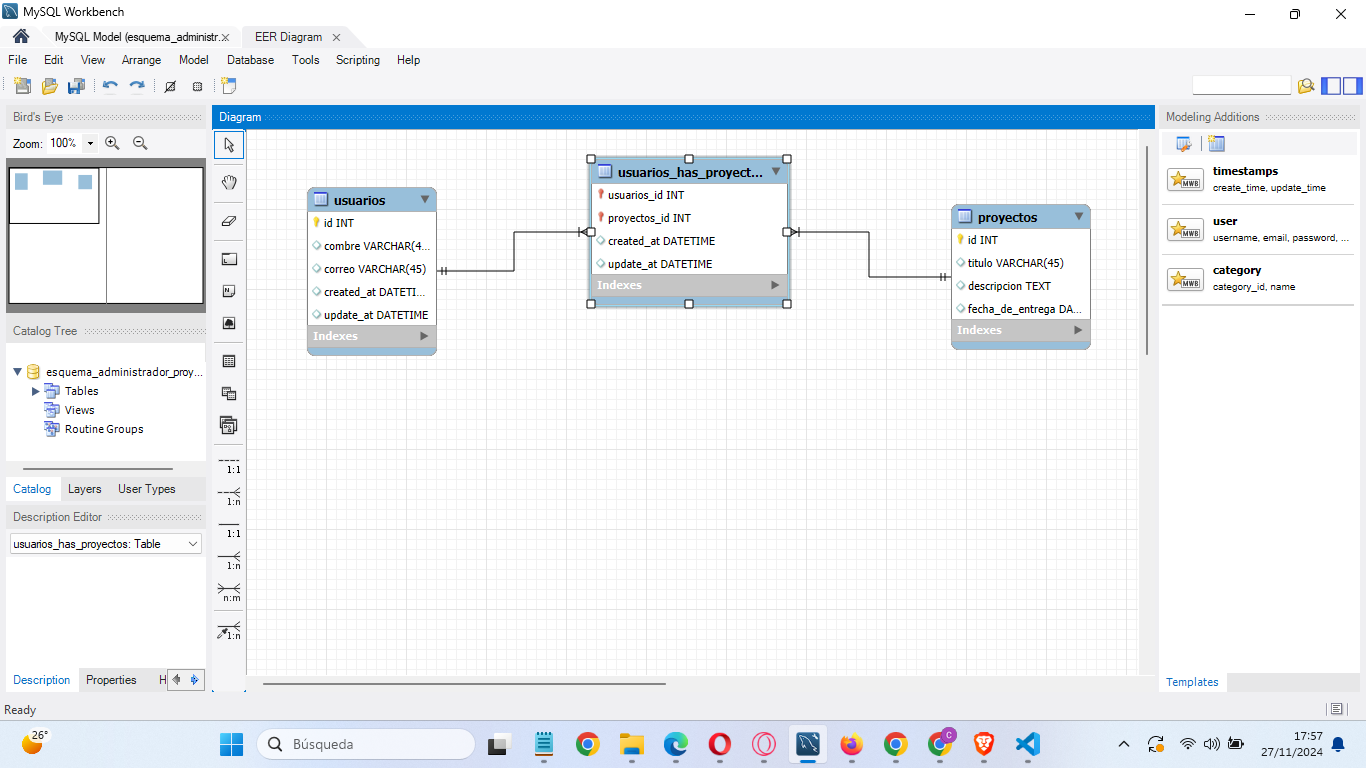 MySQL Workbench
MySQL Model (esquema_administr.x
EER Diagram
File Edit View Arrange Model Database Tools Scripting Help
Bird's Eye
Zoom: 100%
Catalog Tree
esquema_administrador_proy...
Tables
Views
Routine Groups
Catalog Layers User Types
Description Editor
usuarios_has_proyectos: Table
Description Properties H
Diagram
1:1
1:n
1:1
1:n
n:m
1:n
usuarios
id INT
combre VARCHAR(4...
correo VARCHAR(45)
created_at DATETI...
update_at DATETIME
Indexes
usuarios_has_proyect...
usuarios_id INT
proyectos_id INT
created_at DATETIME
update_at DATETIME
Indexes
proyectos
id INT
titulo VARCHAR(45)
descripcion TEXT
fecha_de_entrega DA...
Indexes
Modeling Additions
MWB
timestamps
create_time, update_time
MWB
user
username, email, password, ...
MWB
category
category_id, name
Templates
Ready
26°
Búsqueda
C
17:57
27/11/2024